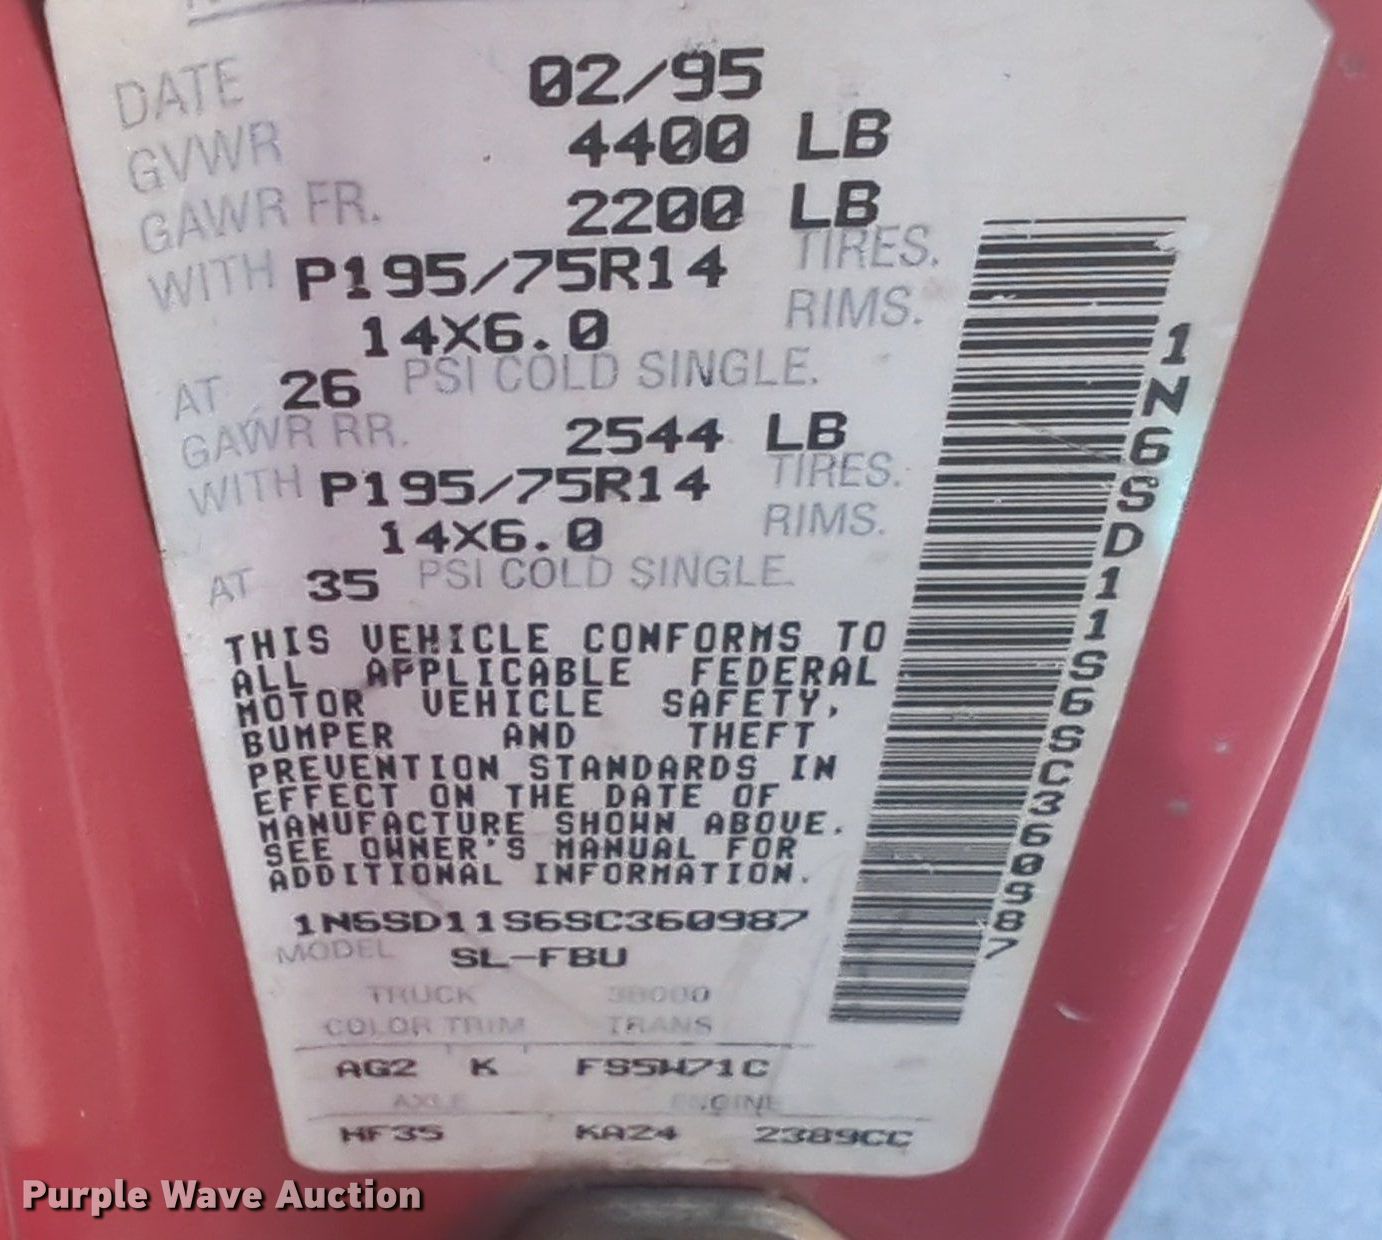 DATE 02/95
GVWR 4400 LB
GAWR FR. 2200 LB
WITH P195/75R14 TIRES.
14X6.0 RIMS.
AT 26 PSI COLD SINGLE.
GAWR RR. 2544 LB
WITH P195/75R14 TIRES.
14X6.0 RIMS.
AT 35 PSI COLD SINGLE.
THIS VEHICLE CONFORMS TO
ALL APPLICABLE FEDERAL
MOTOR VEHICLE SAFETY,
BUMPER AND THEFT
PREVENTION STANDARDS IN
EFFECT ON THE DATE OF
MANUFACTURE SHOWN ABOVE.
SEE OWNER'S MANUAL FOR
ADDITIONAL INFORMATION.
1N6SD11S6SC360987
MODEL SL-FBU
TRUCK 38000
COLOR TRIM TRANS
AG2 K FS5W71C
AXLE ENGINE
HF35 KA24 2389CC
1N6SD11S6SC360987
Purple Wave Auction